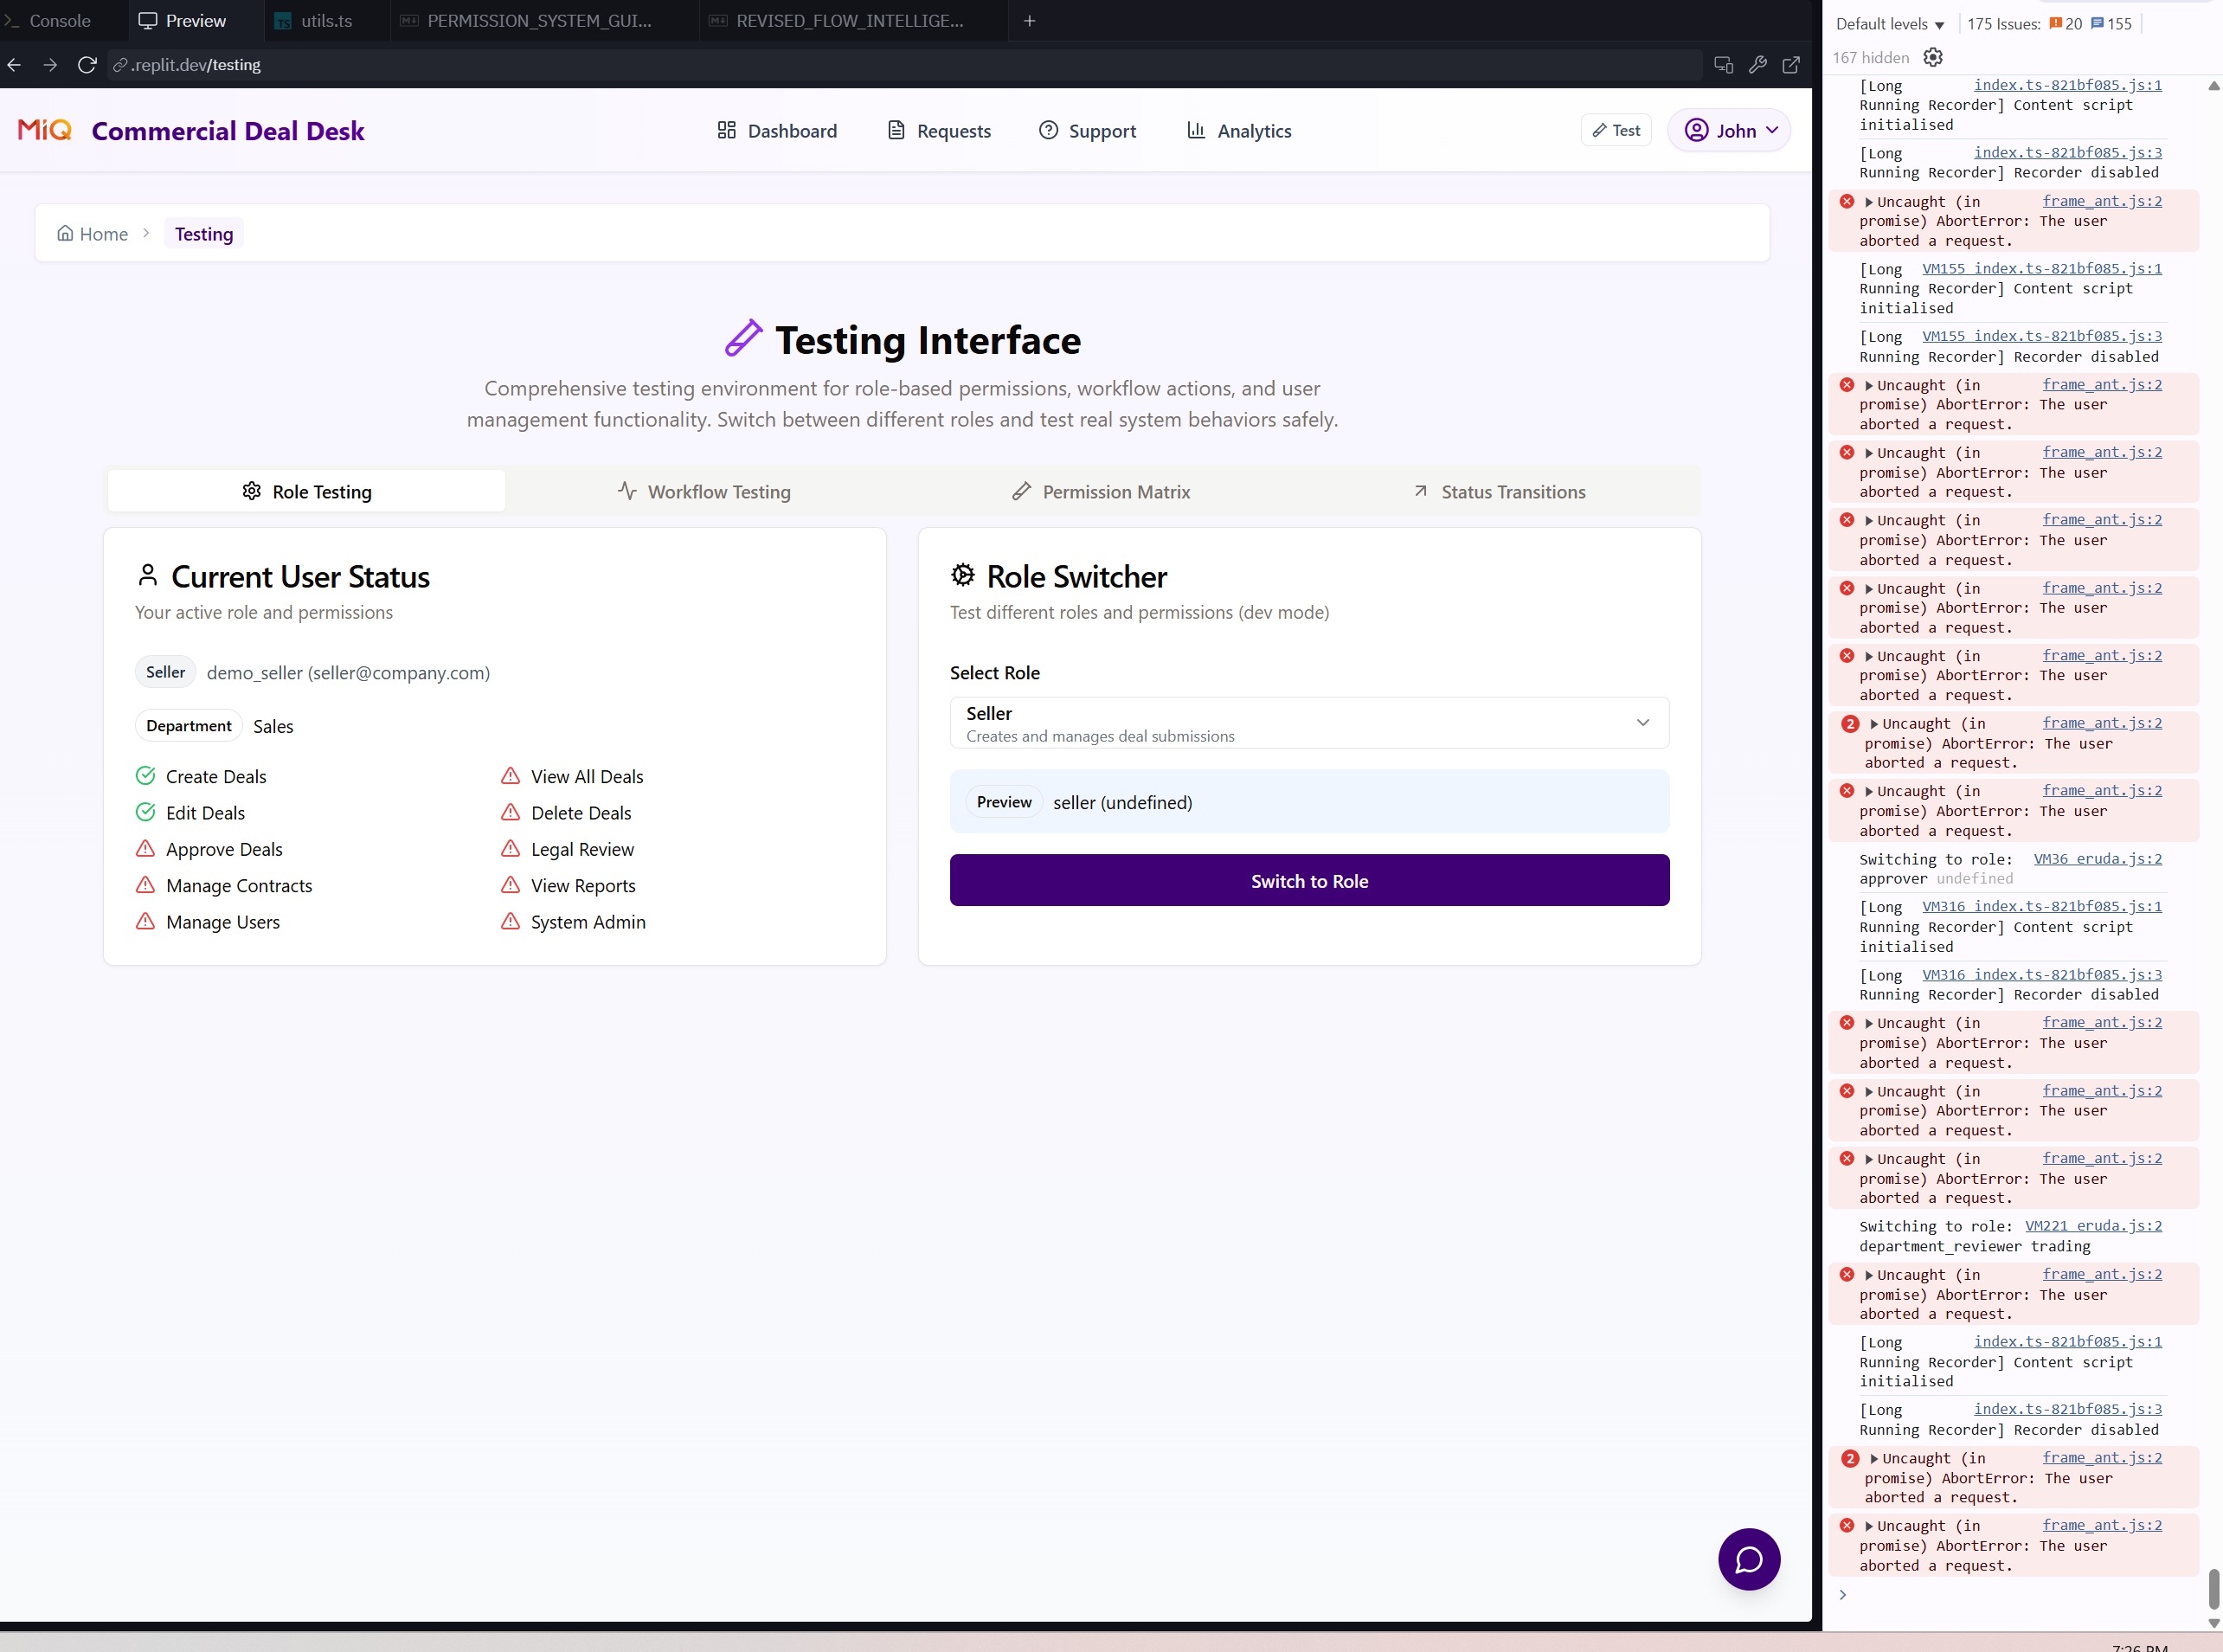 Console
Preview
TS utils.ts
M↓ PERMISSION_SYSTEM_GUI...
M↓ REVISED_FLOW_INTELLIGE...
+
.replit.dev/testing
MiQ Commercial Deal Desk
Dashboard
Requests
Support
Analytics
Test
John
Home
Testing
Testing Interface
Comprehensive testing environment for role-based permissions, workflow actions, and user
management functionality. Switch between different roles and test real system behaviors safely.
Role Testing
Workflow Testing
Permission Matrix
Status Transitions
Current User Status
Your active role and permissions
Seller demo_seller (seller@company.com)
Department Sales
Create Deals
View All Deals
Edit Deals
Delete Deals
Approve Deals
Legal Review
Manage Contracts
View Reports
Manage Users
System Admin
Role Switcher
Test different roles and permissions (dev mode)
Select Role
Seller
Creates and manages deal submissions
Preview seller (undefined)
Switch to Role
Default levels 175 Issues: 20 155
167 hidden
[Long index.ts-821bf085.js:1
Running Recorder] Content script
initialised
[Long index.ts-821bf085.js:3
Running Recorder] Recorder disabled
Uncaught (in frame_ant.js:2
promise) AbortError: The user
aborted a request.
[Long VM155 index.ts-821bf085.js:1
Running Recorder] Content script
initialised
[Long VM155 index.ts-821bf085.js:3
Running Recorder] Recorder disabled
Uncaught (in frame_ant.js:2
promise) AbortError: The user
aborted a request.
Uncaught (in frame_ant.js:2
promise) AbortError: The user
aborted a request.
Uncaught (in frame_ant.js:2
promise) AbortError: The user
aborted a request.
Uncaught (in frame_ant.js:2
promise) AbortError: The user
aborted a request.
Uncaught (in frame_ant.js:2
promise) AbortError: The user
aborted a request.
2 Uncaught (in frame_ant.js:2
promise) AbortError: The user
aborted a request.
Uncaught (in frame_ant.js:2
promise) AbortError: The user
aborted a request.
Switching to role: VM36 eruda.js:2
approver undefined
[Long VM316 index.ts-821bf085.js:1
Running Recorder] Content script
initialised
[Long VM316 index.ts-821bf085.js:3
Running Recorder] Recorder disabled
Uncaught (in frame_ant.js:2
promise) AbortError: The user
aborted a request.
Uncaught (in frame_ant.js:2
promise) AbortError: The user
aborted a request.
Uncaught (in frame_ant.js:2
promise) AbortError: The user
aborted a request.
Switching to role: VM221 eruda.js:2
department_reviewer trading
Uncaught (in frame_ant.js:2
promise) AbortError: The user
aborted a request.
[Long index.ts-821bf085.js:1
Running Recorder] Content script
initialised
[Long index.ts-821bf085.js:3
Running Recorder] Recorder disabled
2 Uncaught (in frame_ant.js:2
promise) AbortError: The user
aborted a request.
Uncaught (in frame_ant.js:2
promise) AbortError: The user
aborted a request.
7:26 PM